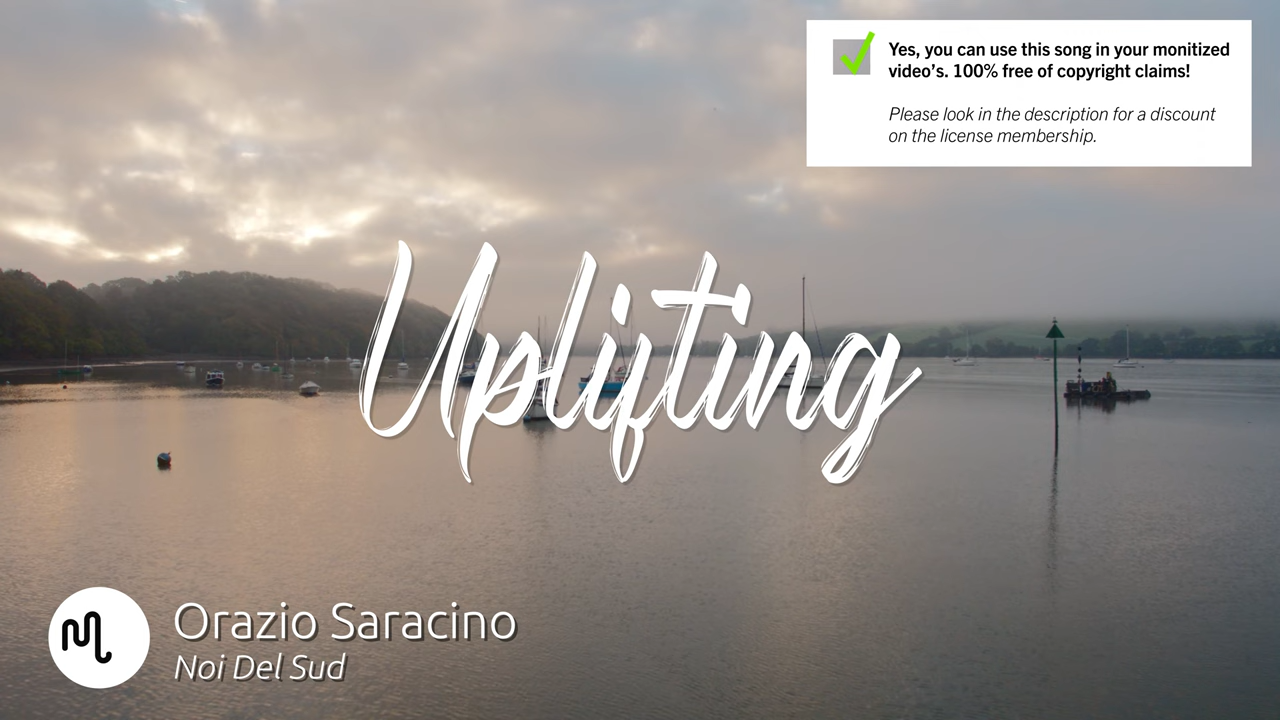 Yes, you can use this song in your monitized
video's. 100% free of copyright claims!
Please look in the description for a discount
on the license membership.
Uplifting
Orazio Saracino
Noi Del Sud